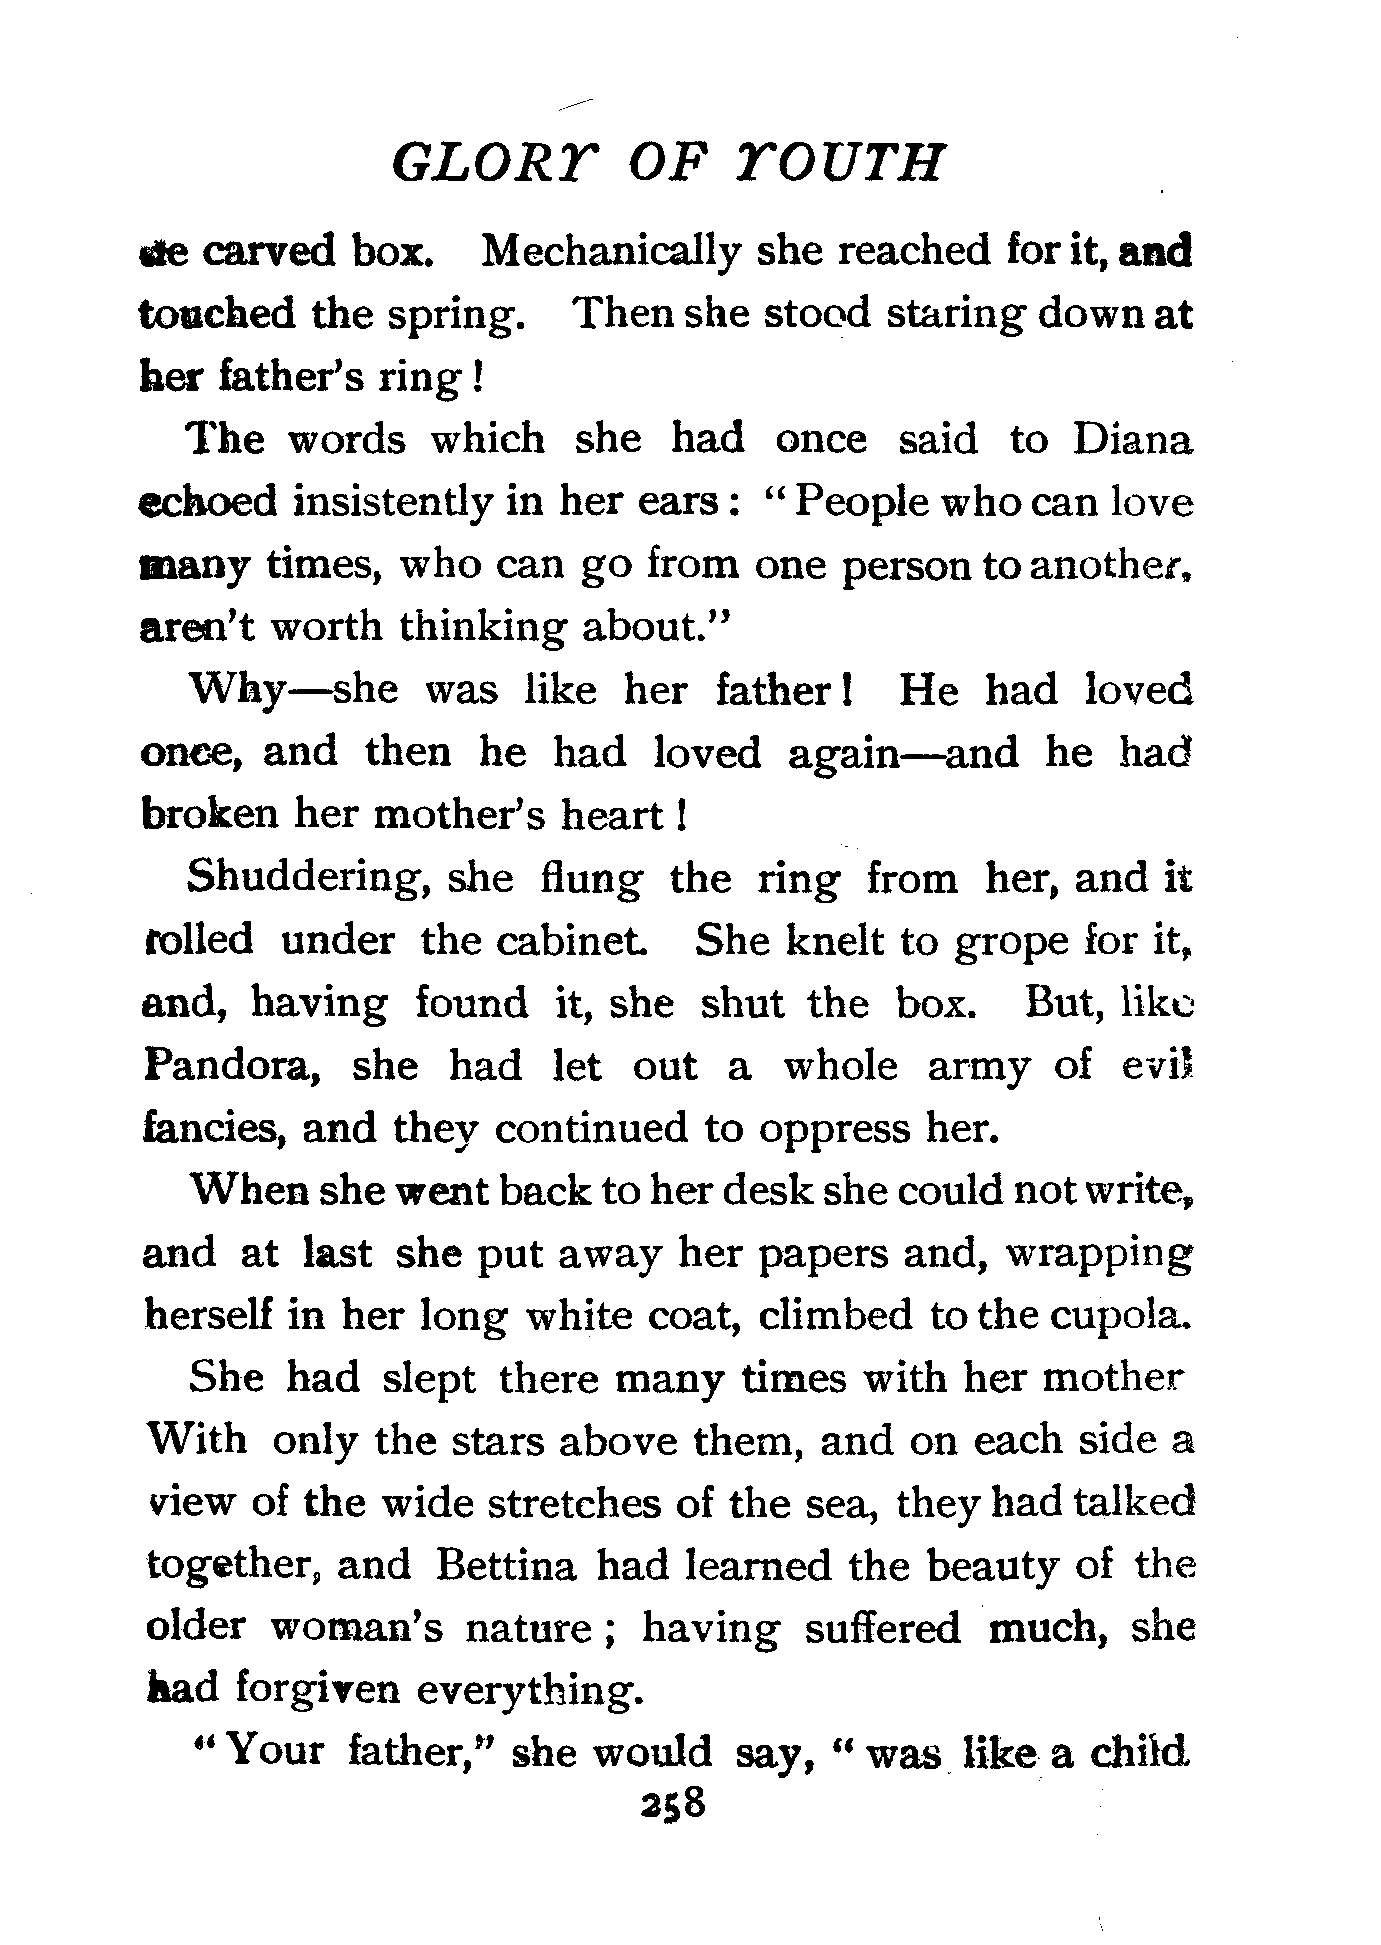 GLORY OF YOUTH
carved box. Mechanically she reached for it, and
touched the spring. Then she stood staring down at
her father's ring!
The words which she had once said to Diana
echoed insistently in her ears: "People who can love
many times, who can go from one person to another,
aren't worth thinking about."
Why—she was like her father! He had loved
once, and then he had loved again—and he had
broken her mother's heart!
Shuddering, she flung the ring from her, and it
rolled under the cabinet. She knelt to grope for it,
and, having found it, she shut the box. But, like
Pandora, she had let out a whole army of evil
fancies, and they continued to oppress her.
When she went back to her desk she could not write,
and at last she put away her papers and, wrapping
herself in her long white coat, climbed to the cupola.
She had slept there many times with her mother
With only the stars above them, and on each side a
view of the wide stretches of the sea, they had talked
together, and Bettina had learned the beauty of the
older woman's nature; having suffered much, she
had forgiven everything.
"Your father," she would say, "was like a child
258